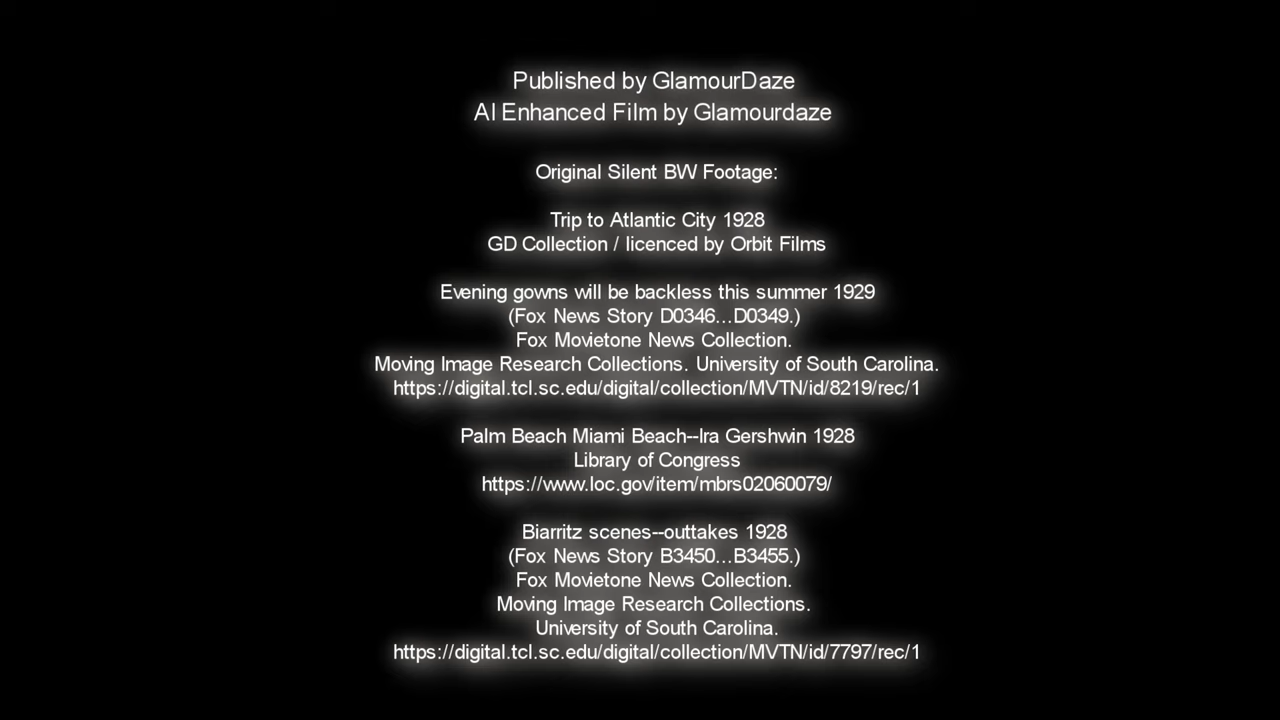 Published by GlamourDaze
AI Enhanced Film by Glamourdaze
Original Silent BW Footage:
Trip to Atlantic City 1928
GD Collection / licenced by Orbit Films
Evening gowns will be backless this summer 1929
(Fox News Story D0346...D0349.)
Fox Movietone News Collection.
Moving Image Research Collections. University of South Carolina.
https://digital.tcl.sc.edu/digital/collection/MVTN/id/8219/rec/1
Palm Beach Miami Beach--Ira Gershwin 1928
Library of Congress
https://www.loc.gov/item/mbrs02060079/
Biarritz scenes--outtakes 1928
(Fox News Story B3450...B3455.)
Fox Movietone News Collection.
Moving Image Research Collections.
University of South Carolina.
https://digital.tcl.sc.edu/digital/collection/MVTN/id/7797/rec/1